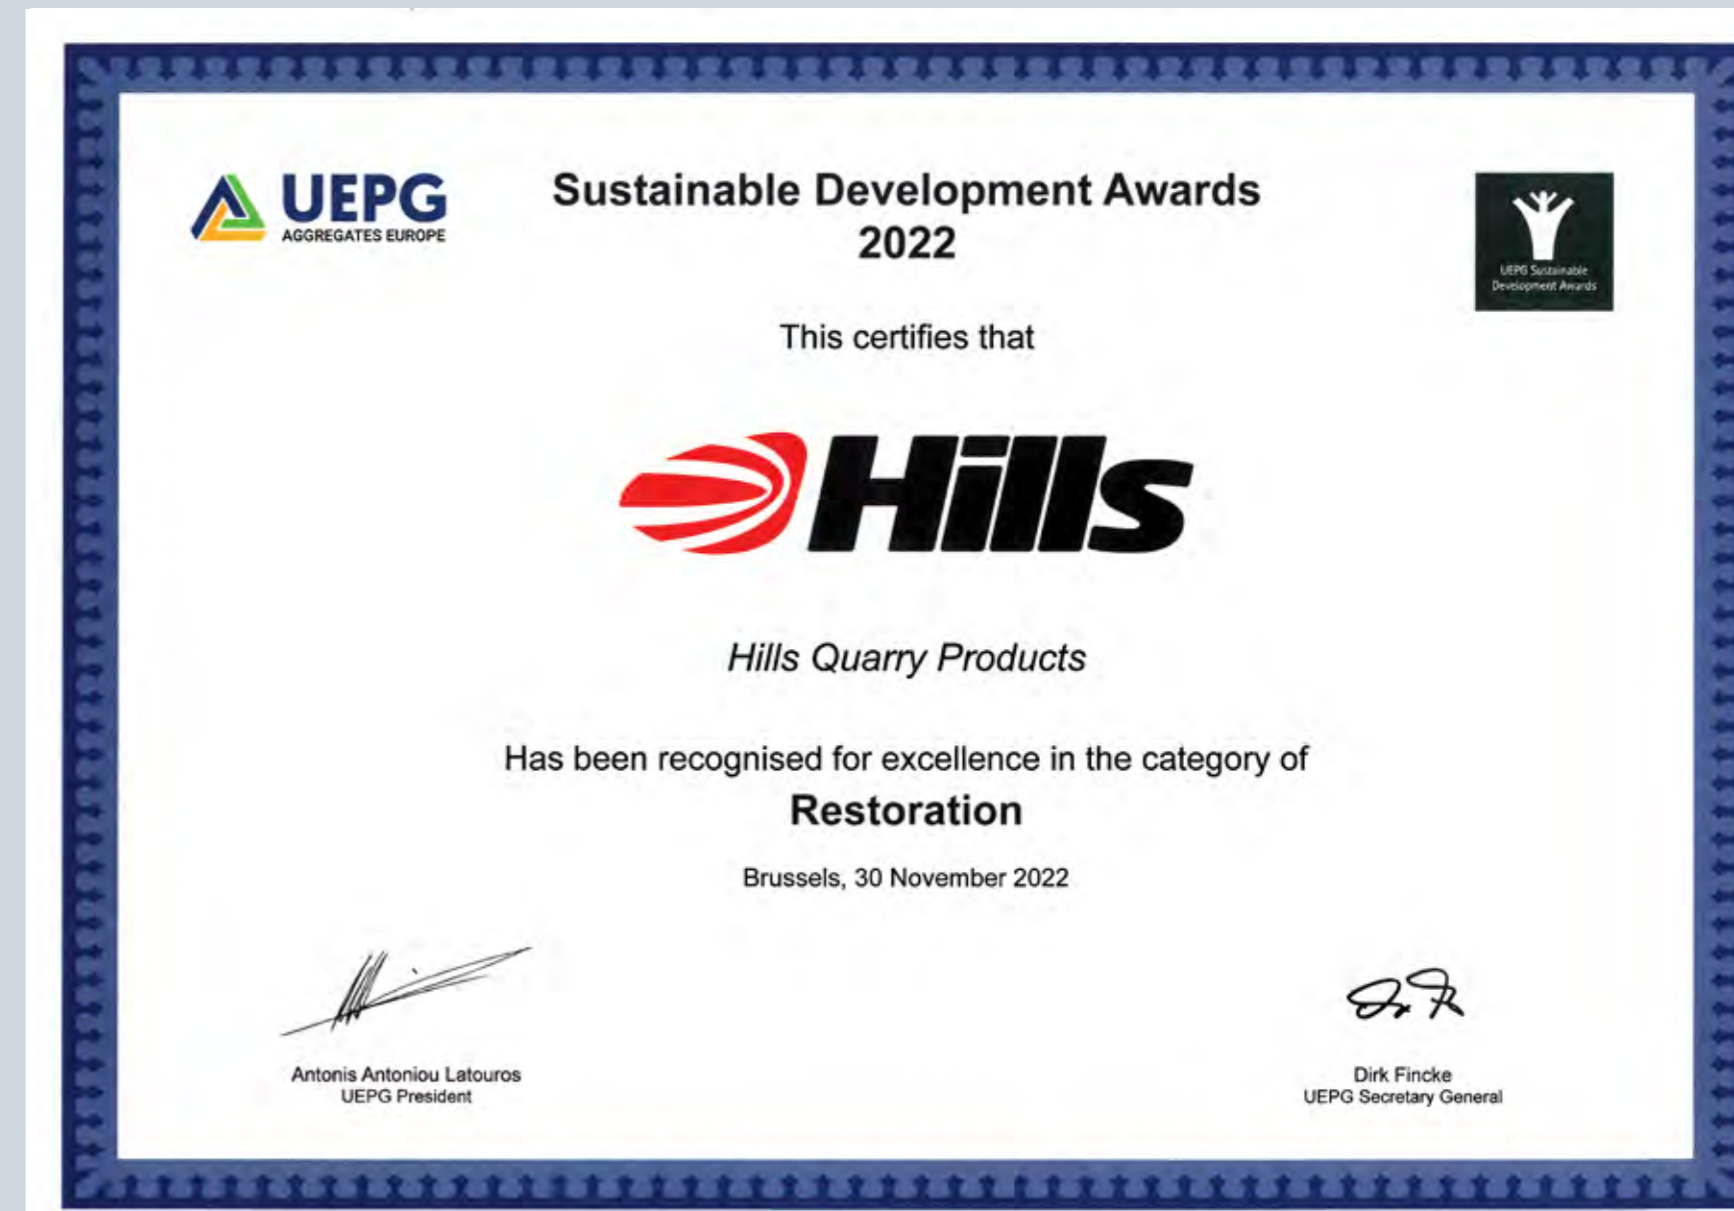 UEPG
AGGREGATES EUROPE
Sustainable Development Awards
2022
UEPG Sustainable
Development Awards
This certifies that
Hills
Hills Quarry Products
Has been recognised for excellence in the category of
Restoration
Brussels, 30 November 2022
Antonis Antoniou Latouros
UEPG President
Dirk Fincke
UEPG Secretary General